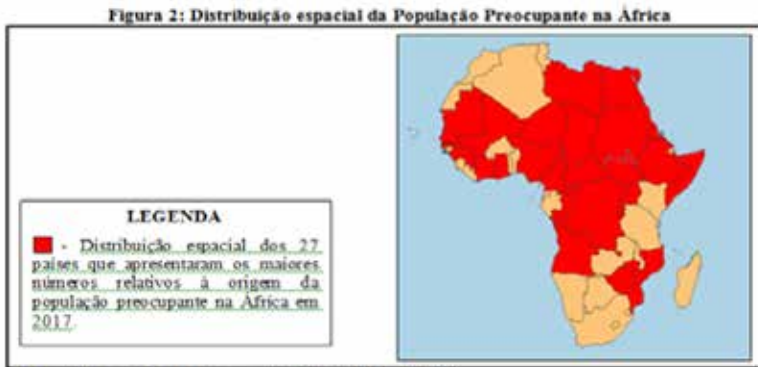 Figura 2: Distribuição espacial da População Preocupante na África
LEGENDA
- Distribuição espacial dos 27
países que apresentaram os maiores
números relativos à origem da
população preocupante na África em
2017.